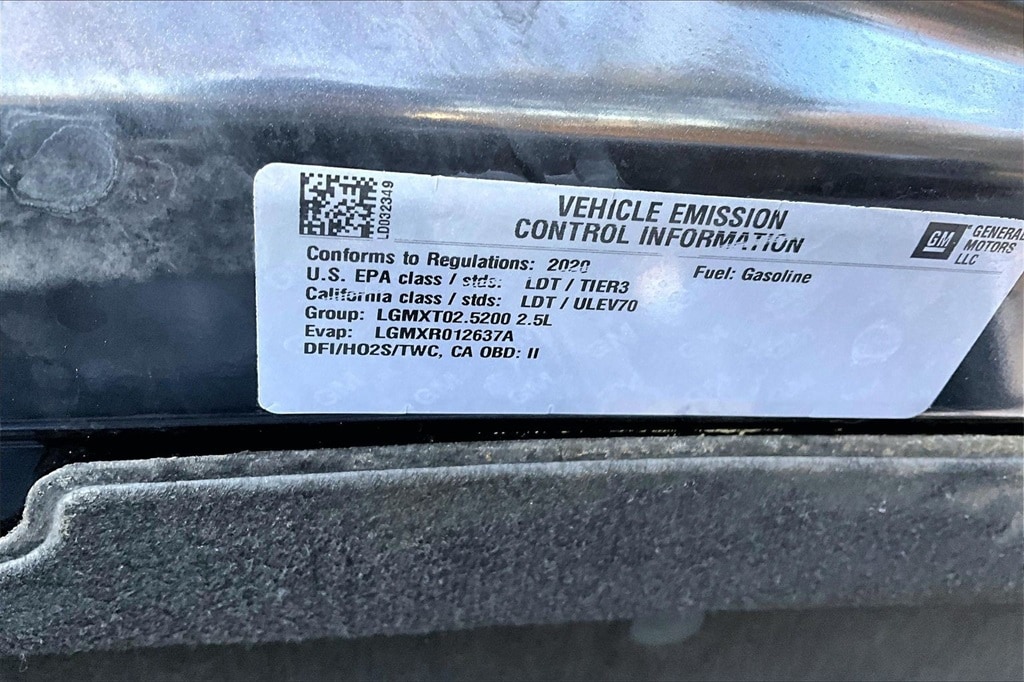 LD032349
VEHICLE EMISSION
CONTROL INFORMATION
GM
GENERAL
MOTORS
LLC
Conforms to Regulations: 2020
Fuel: Gasoline
U.S. EPA class / stds: LDT / TIER3
California class / stds: LDT / ULEV70
Group: LGMXT02.5200 2.5L
Evap: LGMXR012637A
DFI/HO2S/TWC, CA OBD: II